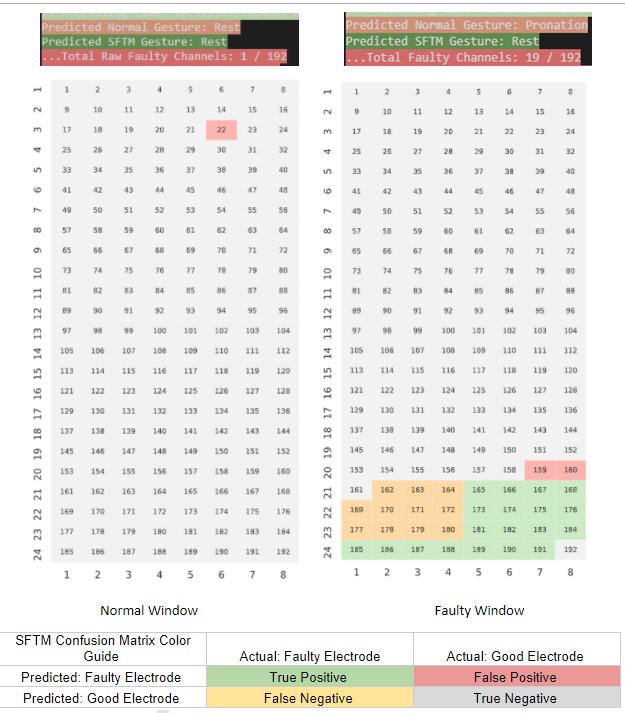 Predicted Normal Gesture: Rest
Predicted SFTM Gesture: Rest
...Total Raw Faulty Channels: 1 / 192
1 1 2 3 4 5 6 7 8
2 9 10 11 12 13 14 15 16
3 17 18 19 20 21 22 23 24
4 25 26 27 28 29 30 31 32
5 33 34 35 36 37 38 39 40
6 41 42 43 44 45 46 47 48
7 49 50 51 52 53 54 55 56
8 57 58 59 60 61 62 63 64
9 65 66 67 68 69 70 71 72
10 73 74 75 76 77 78 79 80
11 81 82 83 84 85 86 87 88
12 89 90 91 92 93 94 95 96
13 97 98 99 100 101 102 103 104
14 105 106 107 108 109 110 111 112
15 113 114 115 116 117 118 119 120
16 121 122 123 124 125 126 127 128
17 129 130 131 132 133 134 135 136
18 137 138 139 140 141 142 143 144
19 145 146 147 148 149 150 151 152
20 153 154 155 156 157 158 159 160
21 161 162 163 164 165 166 167 168
22 169 170 171 172 173 174 175 176
23 177 178 179 180 181 182 183 184
24 185 186 187 188 189 190 191 192
1 2 3 4 5 6 7 8
Normal Window
Predicted Normal Gesture: Pronation
Predicted SFTM Gesture: Rest
...Total Faulty Channels: 19 / 192
1 1 2 3 4 5 6 7 8
2 9 10 11 12 13 14 15 16
3 17 18 19 20 21 22 23 24
4 25 26 27 28 29 30 31 32
5 33 34 35 36 37 38 39 40
6 41 42 43 44 45 46 47 48
7 49 50 51 52 53 54 55 56
8 57 58 59 60 61 62 63 64
9 65 66 67 68 69 70 71 72
10 73 74 75 76 77 78 79 80
11 81 82 83 84 85 86 87 88
12 89 90 91 92 93 94 95 96
13 97 98 99 100 101 102 103 104
14 105 106 107 108 109 110 111 112
15 113 114 115 116 117 118 119 120
16 121 122 123 124 125 126 127 128
17 129 130 131 132 133 134 135 136
18 137 138 139 140 141 142 143 144
19 145 146 147 148 149 150 151 152
20 153 154 155 156 157 158 159 160
21 161 162 163 164 165 166 167 168
22 169 170 171 172 173 174 175 176
23 177 178 179 180 181 182 183 184
24 185 186 187 188 189 190 191 192
1 2 3 4 5 6 7 8
Faulty Window
SFTM Confusion Matrix Color
Guide
Actual: Faulty Electrode
Actual: Good Electrode
Predicted: Faulty Electrode
True Positive
False Positive
Predicted: Good Electrode
False Negative
True Negative